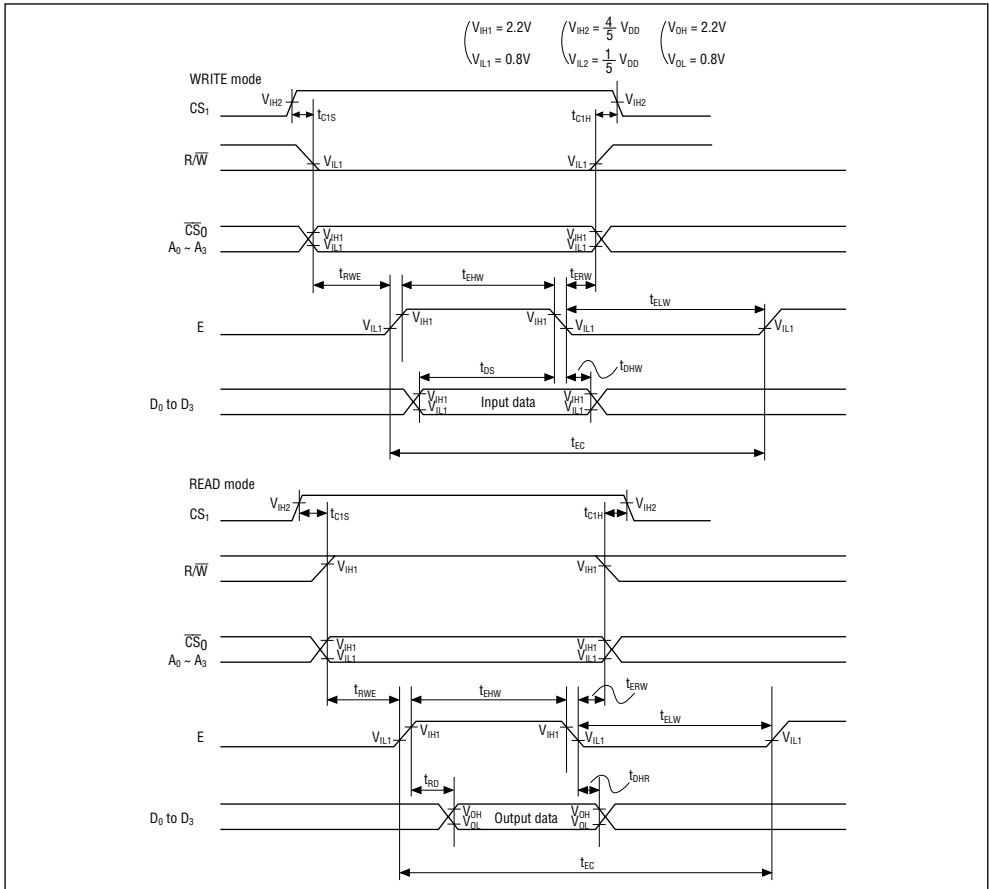 V_IH1 = 2.2V V_IH2 = 4/5 V_DD V_OH = 2.2V
V_IL1 = 0.8V V_IL2 = 1/5 V_DD V_OL = 0.8V
WRITE mode
CS₁ V_IH2 t_C1S t_C1H V_IH2
R/W̅ V_IL1 V_IL1
C̅S̅₀ V_IH1 V_IH1
A₀ ~ A₃ V_IL1 V_IL1
t_RWE t_EHW t_ERW
t_ELW
E V_IL1 V_IH1 V_IH1 V_IL1 V_IL1
t_DS t_DHW
D₀ to D₃ V_IH1 V_IL1 Input data V_IH1 V_IL1
t_EC
READ mode
CS₁ V_IH2 t_C1S t_C1H V_IH2
R/W̅ V_IH1 V_IH1
C̅S̅₀ V_IH1 V_IH1
A₀ ~ A₃ V_IL1 V_IL1
t_RWE t_EHW t_ERW
t_ELW
E V_IL1 V_IH1 V_IH1 V_IL1 V_IL1
t_RD t_DHR
D₀ to D₃ V_OH V_OL Output data V_OH V_OL
t_EC